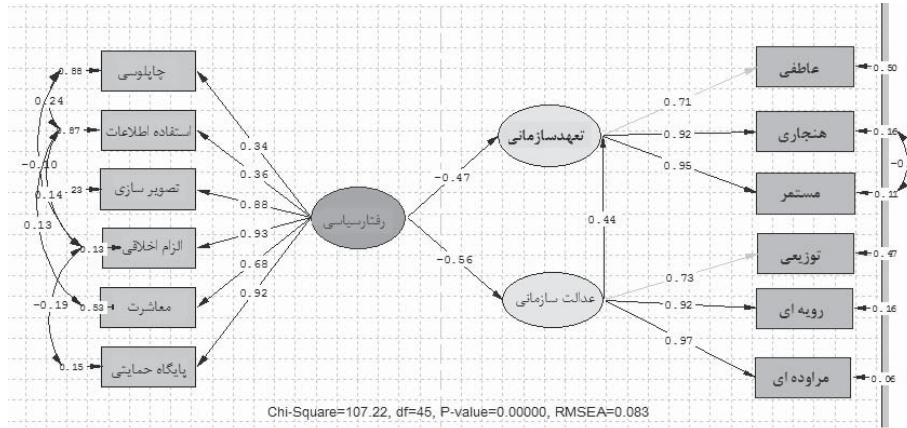 چاپلوسی
استفاده اطلاعات
تصویر سازی
الزام اخلاقی
معاشرت
پایگاه حمایتی
0.88
0.24
0.87
-0.10
0.14
23
0.13
0.13
-0.19
0.53
0.15
0.34
0.36
0.88
0.93
0.68
0.92
رفتارسیاسی
-0.47
-0.56
تعهدسازمانی
0.44
عدالت سازمانی
0.71
0.92
0.95
0.73
0.92
0.97
عاطفی
هنجاری
مستمر
توزیعی
رویه ای
مراوده ای
0.50
0.16
-0.
0.11
0.47
0.16
0.06
Chi-Square=107.22, df=45, P-value=0.00000, RMSEA=0.083